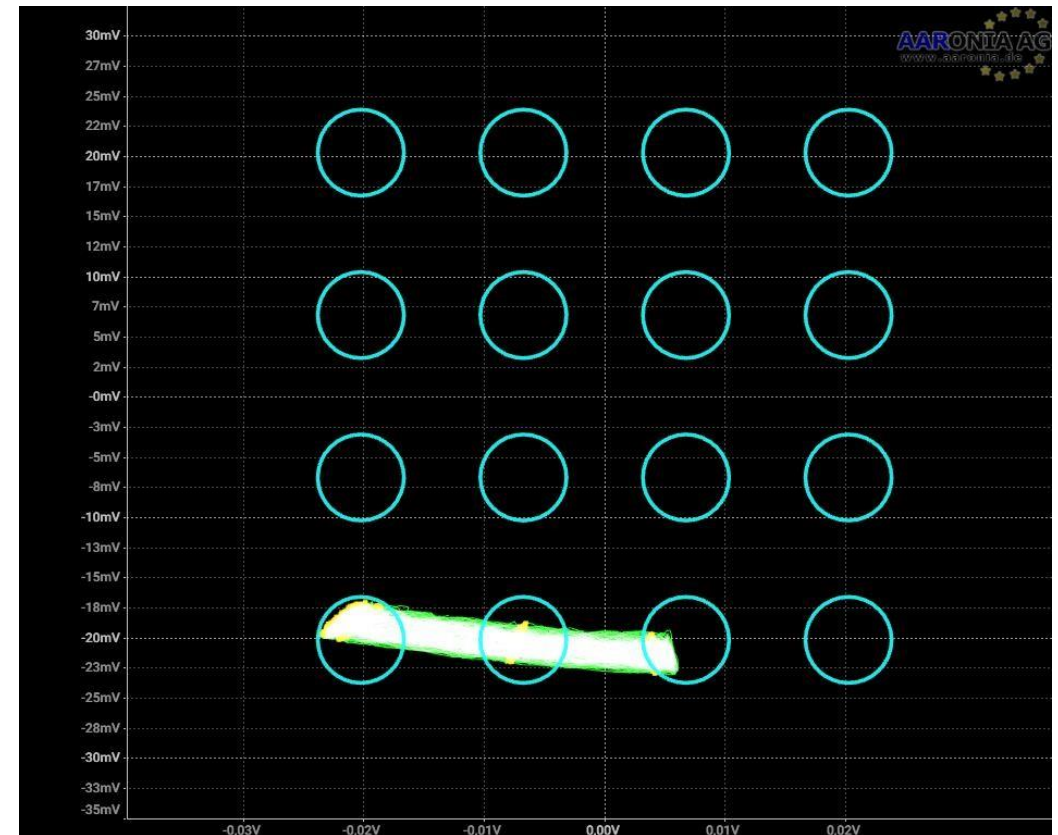 30mV
AARONIA AG
www.aaronia.de
27mV
25mV
22mV
20mV
17mV
15mV
12mV
10mV
7mV
5mV
2mV
-0mV
-3mV
-5mV
-8mV
-10mV
-13mV
-15mV
-18mV
-20mV
-23mV
-25mV
-28mV
-30mV
-33mV
-35mV
-0.03V -0.02V -0.01V 0.00V 0.01V 0.02V